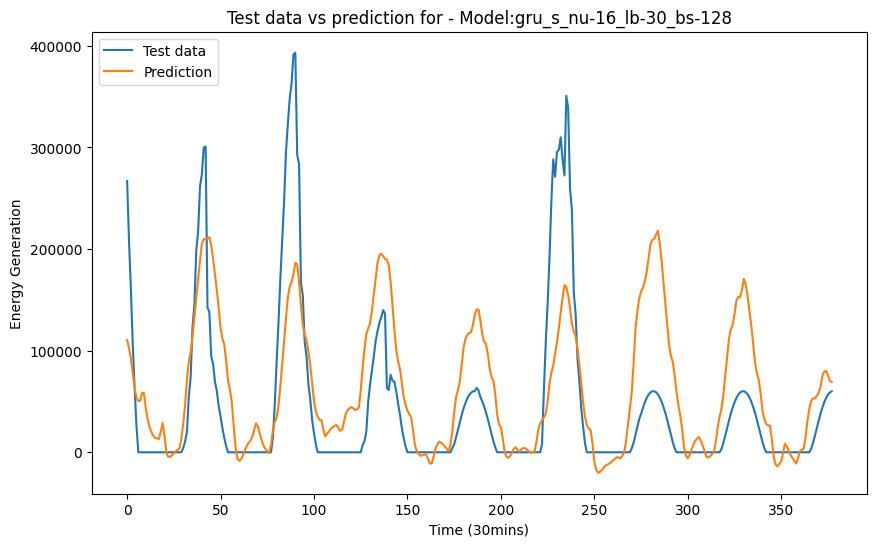 Test data vs prediction for - Model:gru_s_nu-16_lb-30_bs-128
Test data
Prediction
400000
300000
200000
100000
0
Energy Generation
0 50 100 150 200 250 300 350
Time (30mins)